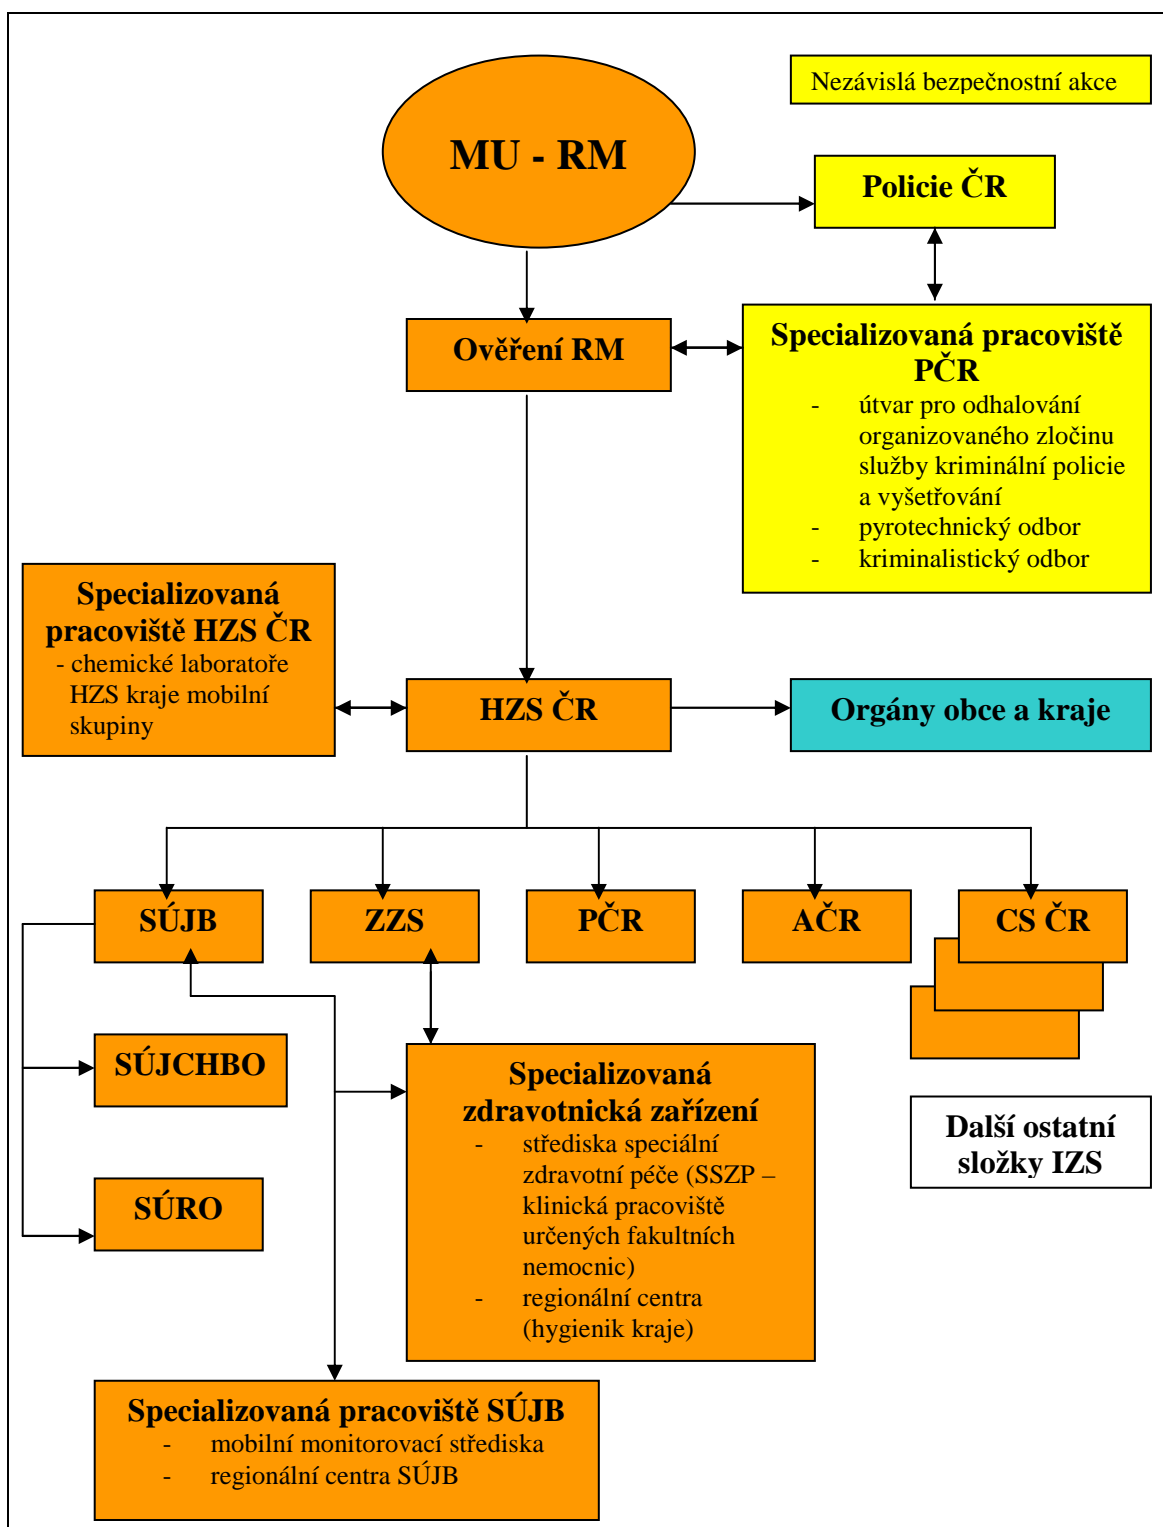 Nezávislá bezpečnostní akce
MU - RM
Policie ČR
Ověření RM
Specializovaná pracoviště
PČR
- útvar pro odhalování
organizovaného zločinu
služby kriminální policie
a vyšetřování
- pyrotechnický odbor
- kriminalistický odbor
Specializovaná
pracoviště HZS ČR
- chemické laboratoře
HZS kraje mobilní
skupiny
HZS ČR
Orgány obce a kraje
SÚJB
ZZS
PČR
AČR
CS ČR
SÚJCHBO
SÚRO
Specializovaná
zdravotnická zařízení
- střediska speciální
zdravotní péče (SSZP –
klinická pracoviště
určených fakultních
nemocnic)
- regionální centra
(hygienik kraje)
Další ostatní
složky IZS
Specializovaná pracoviště SÚJB
- mobilní monitorovací střediska
- regionální centra SÚJB